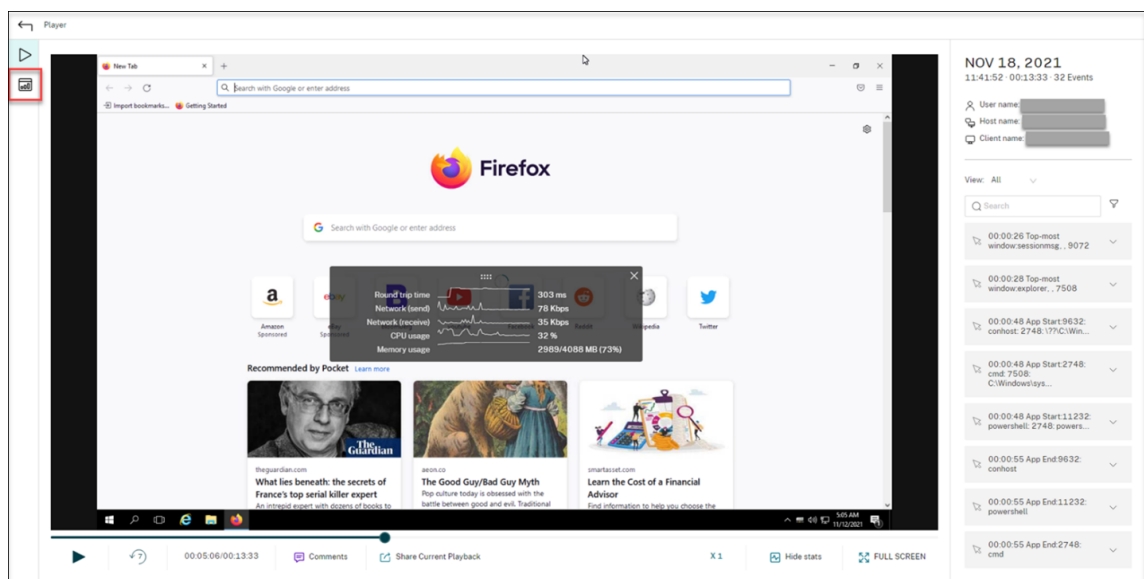 Player
New Tab
Search with Google or enter address
Import bookmarks...
Getting Started
Firefox
Search with Google or enter address
Round trip time 303 ms
Network (send) 78 Kbps
Network (receive) 35 Kbps
CPU usage 32 %
Memory usage 2989/4088 MB (73%)
Amazon
Sponsored
eBay
Facebook
Reddit
Wikipedia
Twitter
Recommended by Pocket Learn more
The Guardian
theguardian.com
What lies beneath: the secrets of
France's top serial killer expert
An intrepid expert with dozens of books to
aeon.co
The Good Guy/Bad Guy Myth
Pop culture today is obsessed with the
battle between good and evil. Traditional
smartasset.com
Learn the Cost of a Financial
Advisor
Find information to help you choose the
5:05 AM
11/12/2021
7
00:05:06/00:13:33
Comments
Share Current Playback
X 1
Hide stats
FULL SCREEN
NOV 18, 2021
11:41:52 · 00:13:33 · 32 Events
User name:
Host name:
Client name:
View: All
Search
00:00:26 Top-most
window:sessionmsg, , 9072
00:00:28 Top-most
window:explorer, , 7508
00:00:48 App Start:9632:
conhost: 2748: \??\C:\Win...
00:00:48 App Start:2748:
cmd: 7508:
C:\Windows\sys...
00:00:48 App Start:11232:
powershell: 2748: powers...
00:00:55 App End:9632:
conhost
00:00:55 App End:11232:
powershell
00:00:55 App End:2748:
cmd